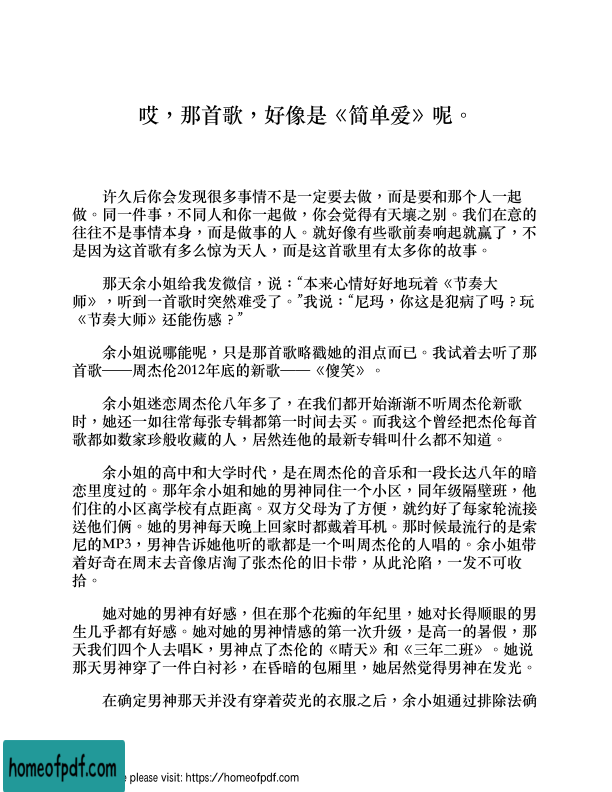 哎，那首歌，好像是《简单爱》呢。
许久后你会发现很多事情不是一定要去做，而是要和那个人一起
做。同一件事，不同人和你一起做，你会觉得有天壤之别。我们在意的
往往不是事情本身，而是做事的人。就好像有些歌前奏响起就赢了，不
是因为这首歌有多么惊为天人，而是这首歌里有太多你的故事。
那天余小姐给我发微信，说：“本来心情好好地玩着《节奏大
师》，听到一首歌时突然难受了。”我说：“尼玛，你这是犯病了吗？玩
《节奏大师》还能伤感？”
余小姐说哪能呢，只是那首歌略戳她的泪点而已。我试着去听了那
首歌——周杰伦2012年底的新歌——《傻笑》。
余小姐迷恋周杰伦八年多了，在我们都开始渐渐不听周杰伦新歌
时，她还一如往常每张专辑都第一时间去买。而我这个曾经把杰伦每首
歌都如数家珍般收藏的人，居然连他的最新专辑叫什么都不知道。
余小姐的高中和大学时代，是在周杰伦的音乐和一段长达八年的暗
恋里度过的。那年余小姐和她的男神同住一个小区，同年级隔壁班，他
们住的小区离学校有点距离。双方父母为了方便，就约好了每家轮流接
送他们俩。她的男神每天晚上回家时都戴着耳机。那时候最流行的是索
尼的MP3，男神告诉她他听的歌都是一个叫周杰伦的人唱的。余小姐带
着好奇在周末去音像店淘了张杰伦的旧卡带，从此沦陷，一发不可收
拾。
她对她的男神有好感，但在那个花痴的年纪里，她对长得顺眼的男
生几乎都有好感。她对她的男神情感的第一次升级，是高一的暑假，那
天我们四个人去唱K，男神点了杰伦的《晴天》和《三年二班》。她说
那天男神穿了一件白衬衫，在昏暗的包厢里，她居然觉得男神在发光。
在确定男神那天并没有穿着荧光的衣服之后，余小姐通过排除法确
homeofpdf.com
e please visit: https://homeofpdf.com